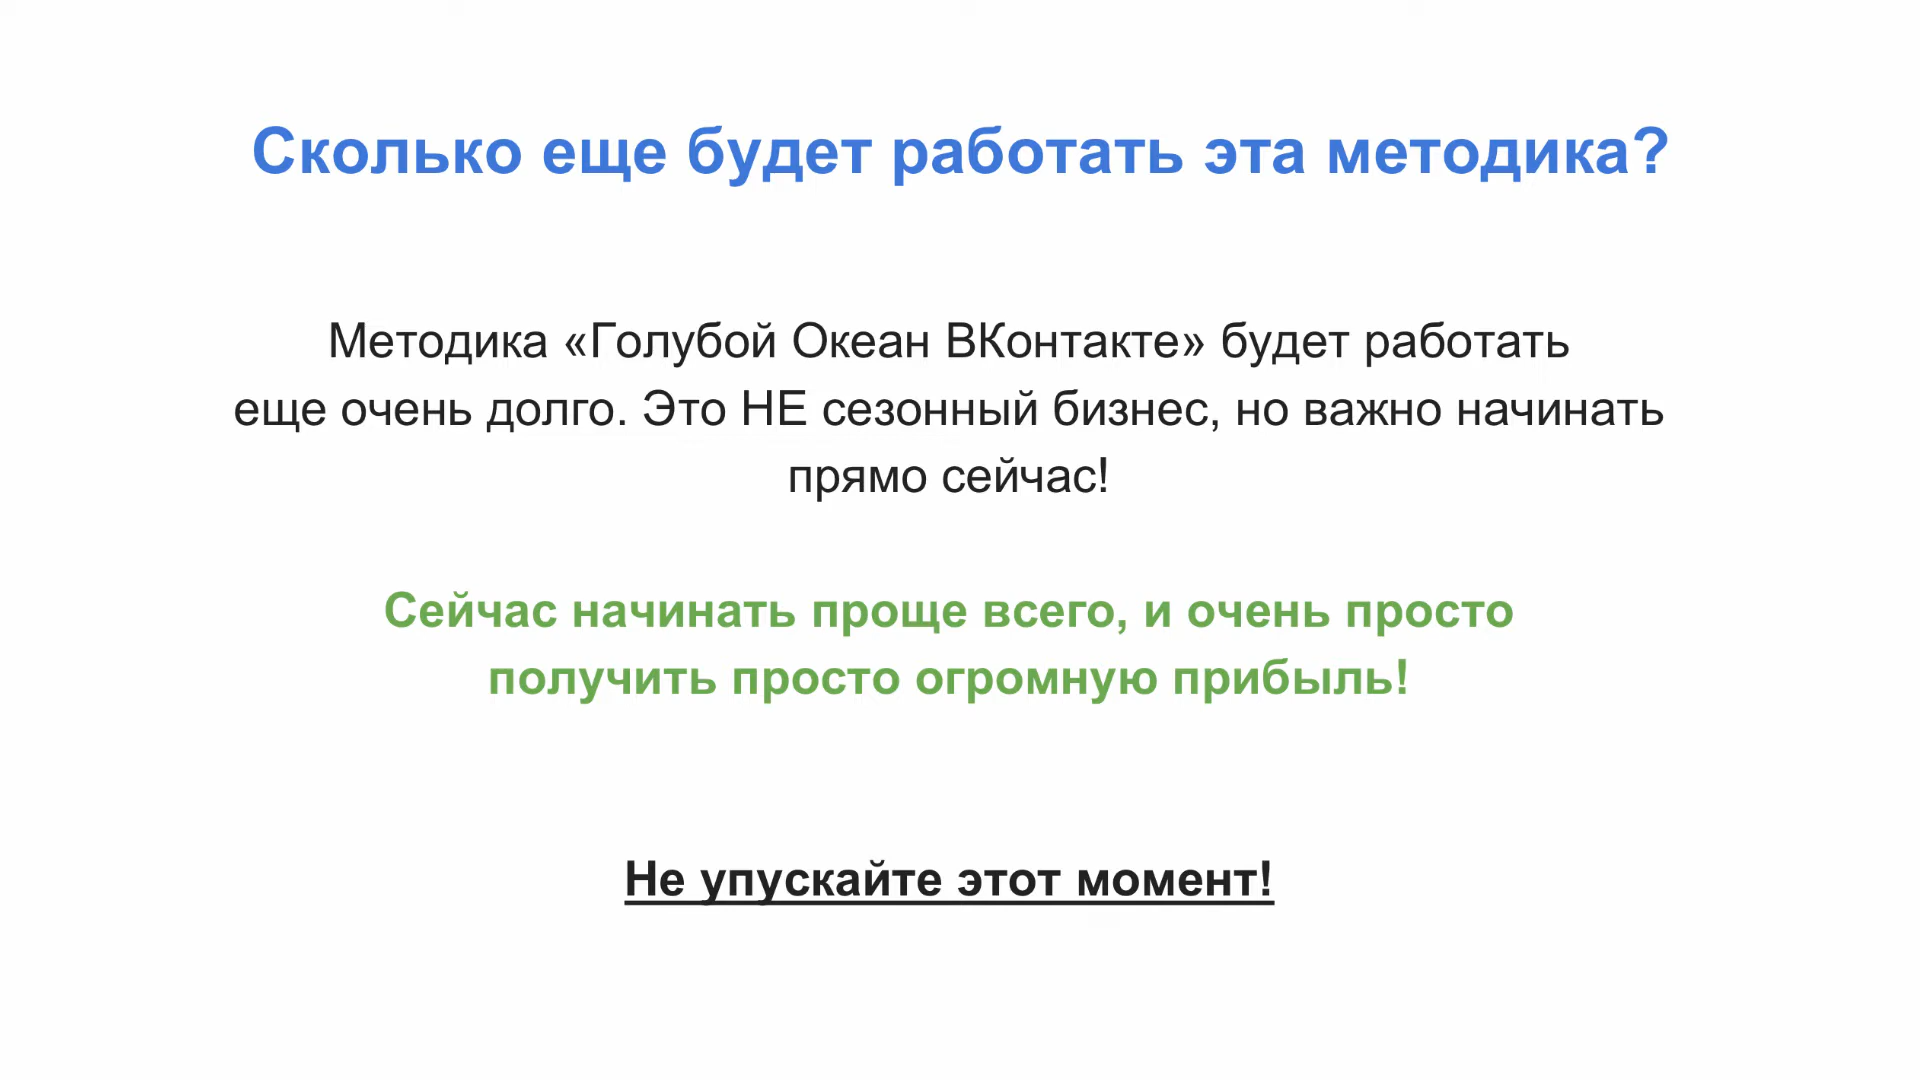 Сколько еще будет работать эта методика?
Методика «Голубой Океан ВКонтакте» будет работать
еще очень долго. Это НЕ сезонный бизнес, но важно начинать
прямо сейчас!
Сейчас начинать проще всего, и очень просто
получить просто огромную прибыль!
Не упускайте этот момент!